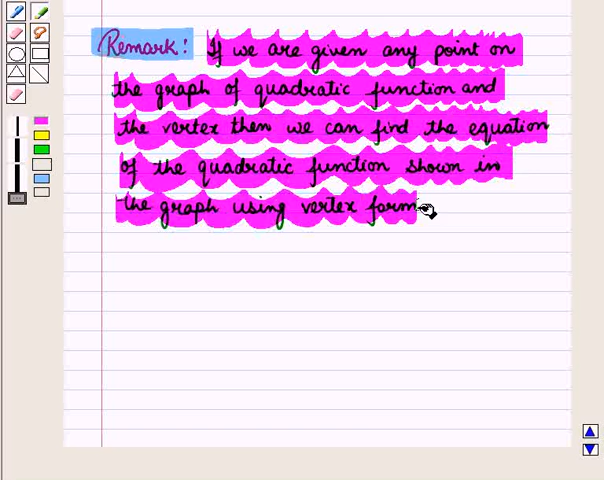 Remark! If we are given any point on
the graph of quadratic function and
the vertex then we can find the equation
of the quadratic function shown in
the graph using vertex form